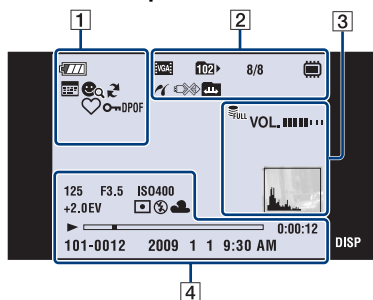 1
2
3
VGA 102 8/8
FULL VOL.
DPOF
125 F3.5 ISO400
+2.0EV
0:00:12
101-0012 2009 1 1 9:30 AM
DISP
4